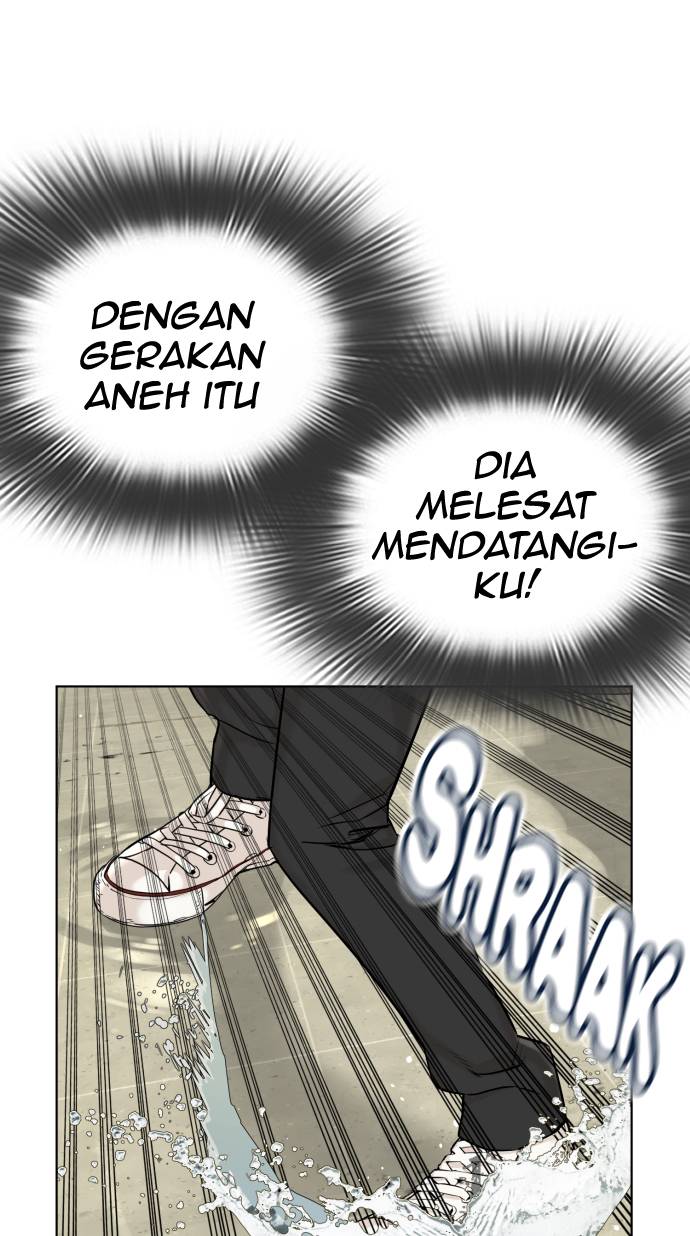 DENGAN
GERAKAN
ANEH ITU
DIA
MELESAT
MENDATANGI-
KU!
SHRAAK